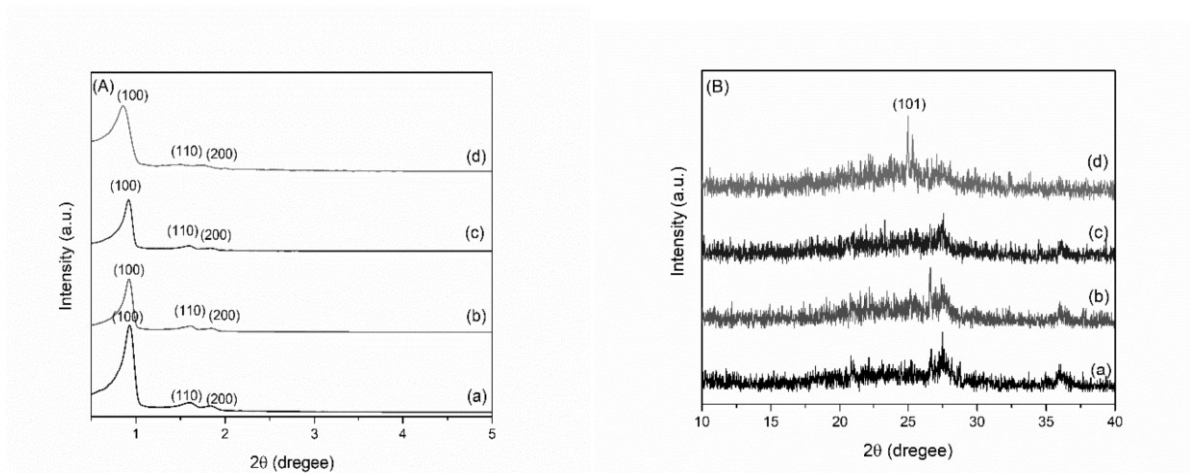 (A)
(100)
(110) (200)
(d)
(100)
(110) (200)
(c)
(100)
(110) (200)
(b)
(100)
(110) (200)
(a)
Intensity (a.u.)
1 2 3 4 5
2θ (dregee)
(B)
(101)
(d)
(c)
(b)
(a)
Intensity (a.u.)
10 15 20 25 30 35 40
2θ (dregee)